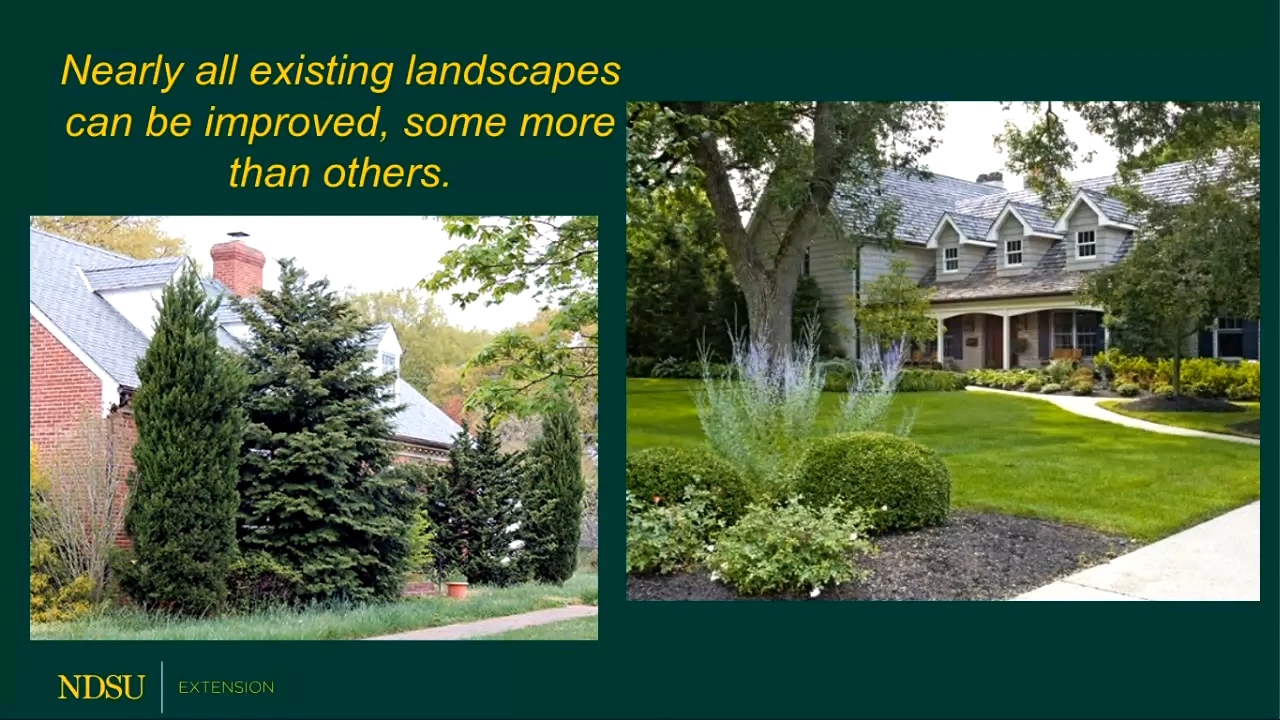 Nearly all existing landscapes
can be improved, some more
than others.
NDSU
EXTENSION